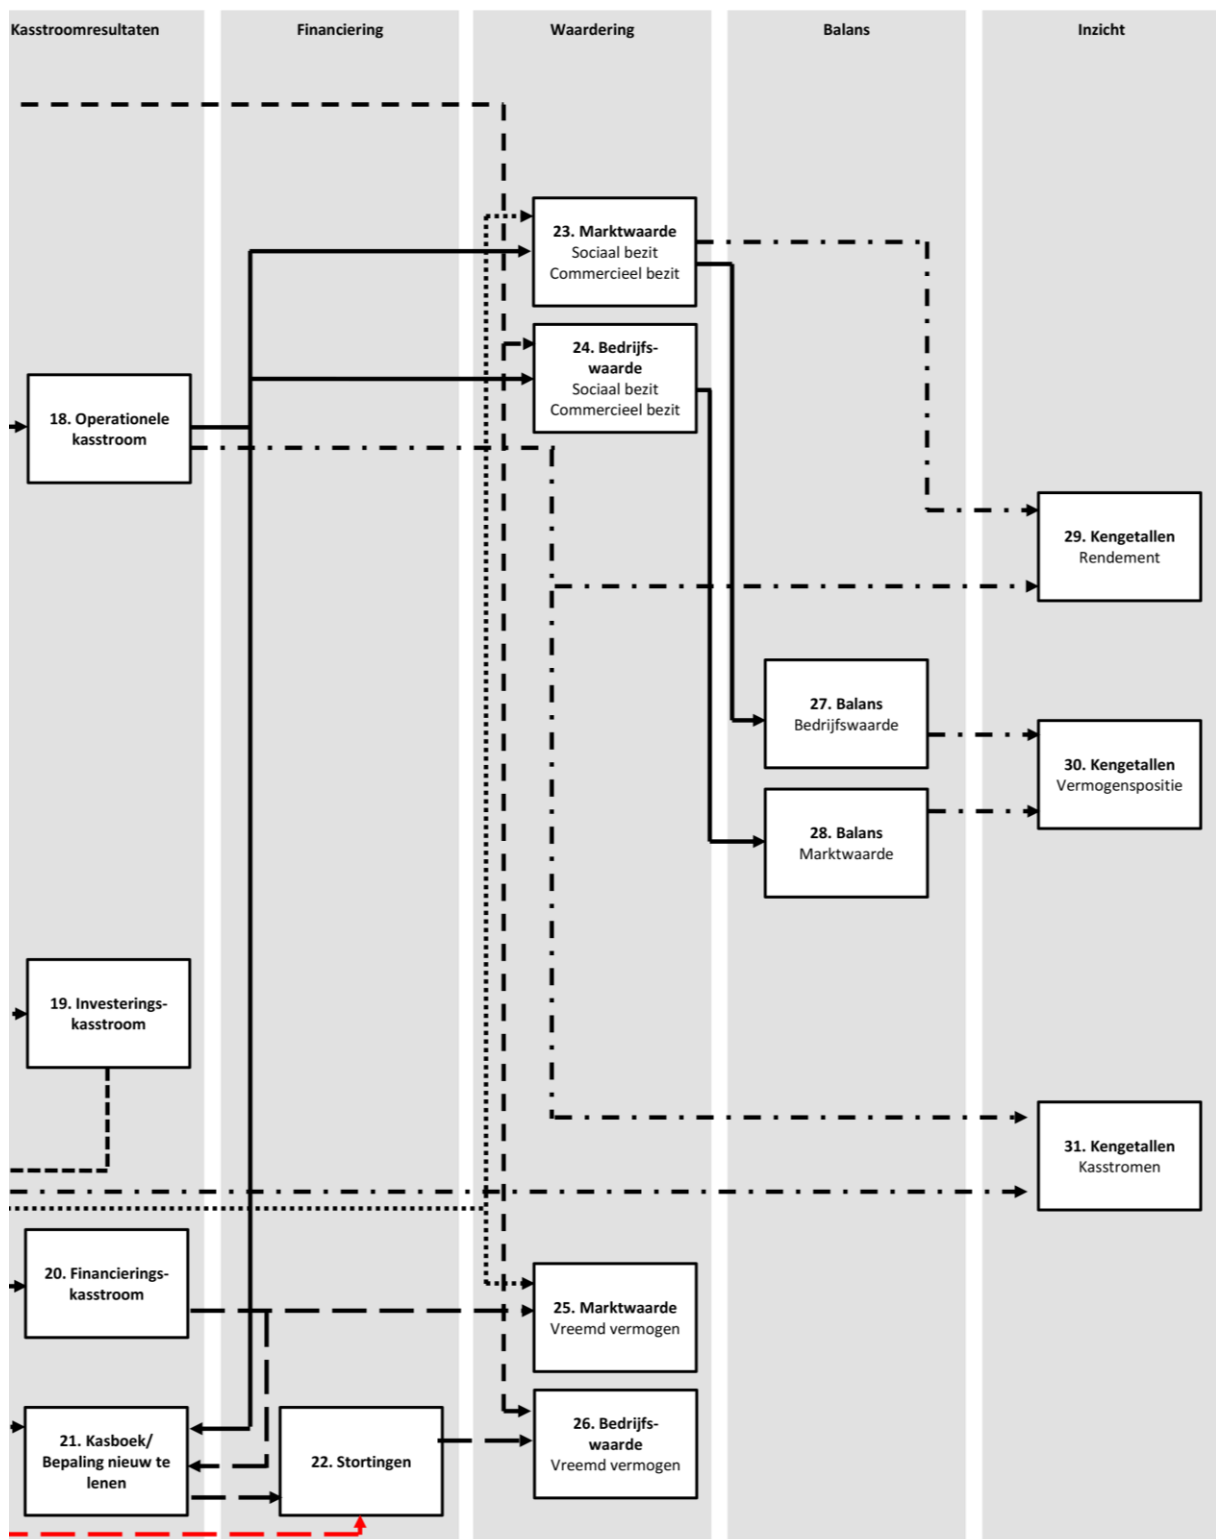 Kasstroomresultaten
Financiering
Waardering
Balans
Inzicht
23. Marktwaarde
Sociaal bezit
Commercieel bezit
24. Bedrijfs-
waarde
Sociaal bezit
Commercieel bezit
18. Operationele
kasstroom
29. Kengetallen
Rendement
27. Balans
Bedrijfswaarde
30. Kengetallen
Vermogenspositie
28. Balans
Marktwaarde
19. Investerings-
kasstroom
31. Kengetallen
Kasstromen
20. Financierings-
kasstroom
25. Marktwaarde
Vreemd vermogen
21. Kasboek/
Bepaling nieuw te
lenen
22. Stortingen
26. Bedrijfs-
waarde
Vreemd vermogen